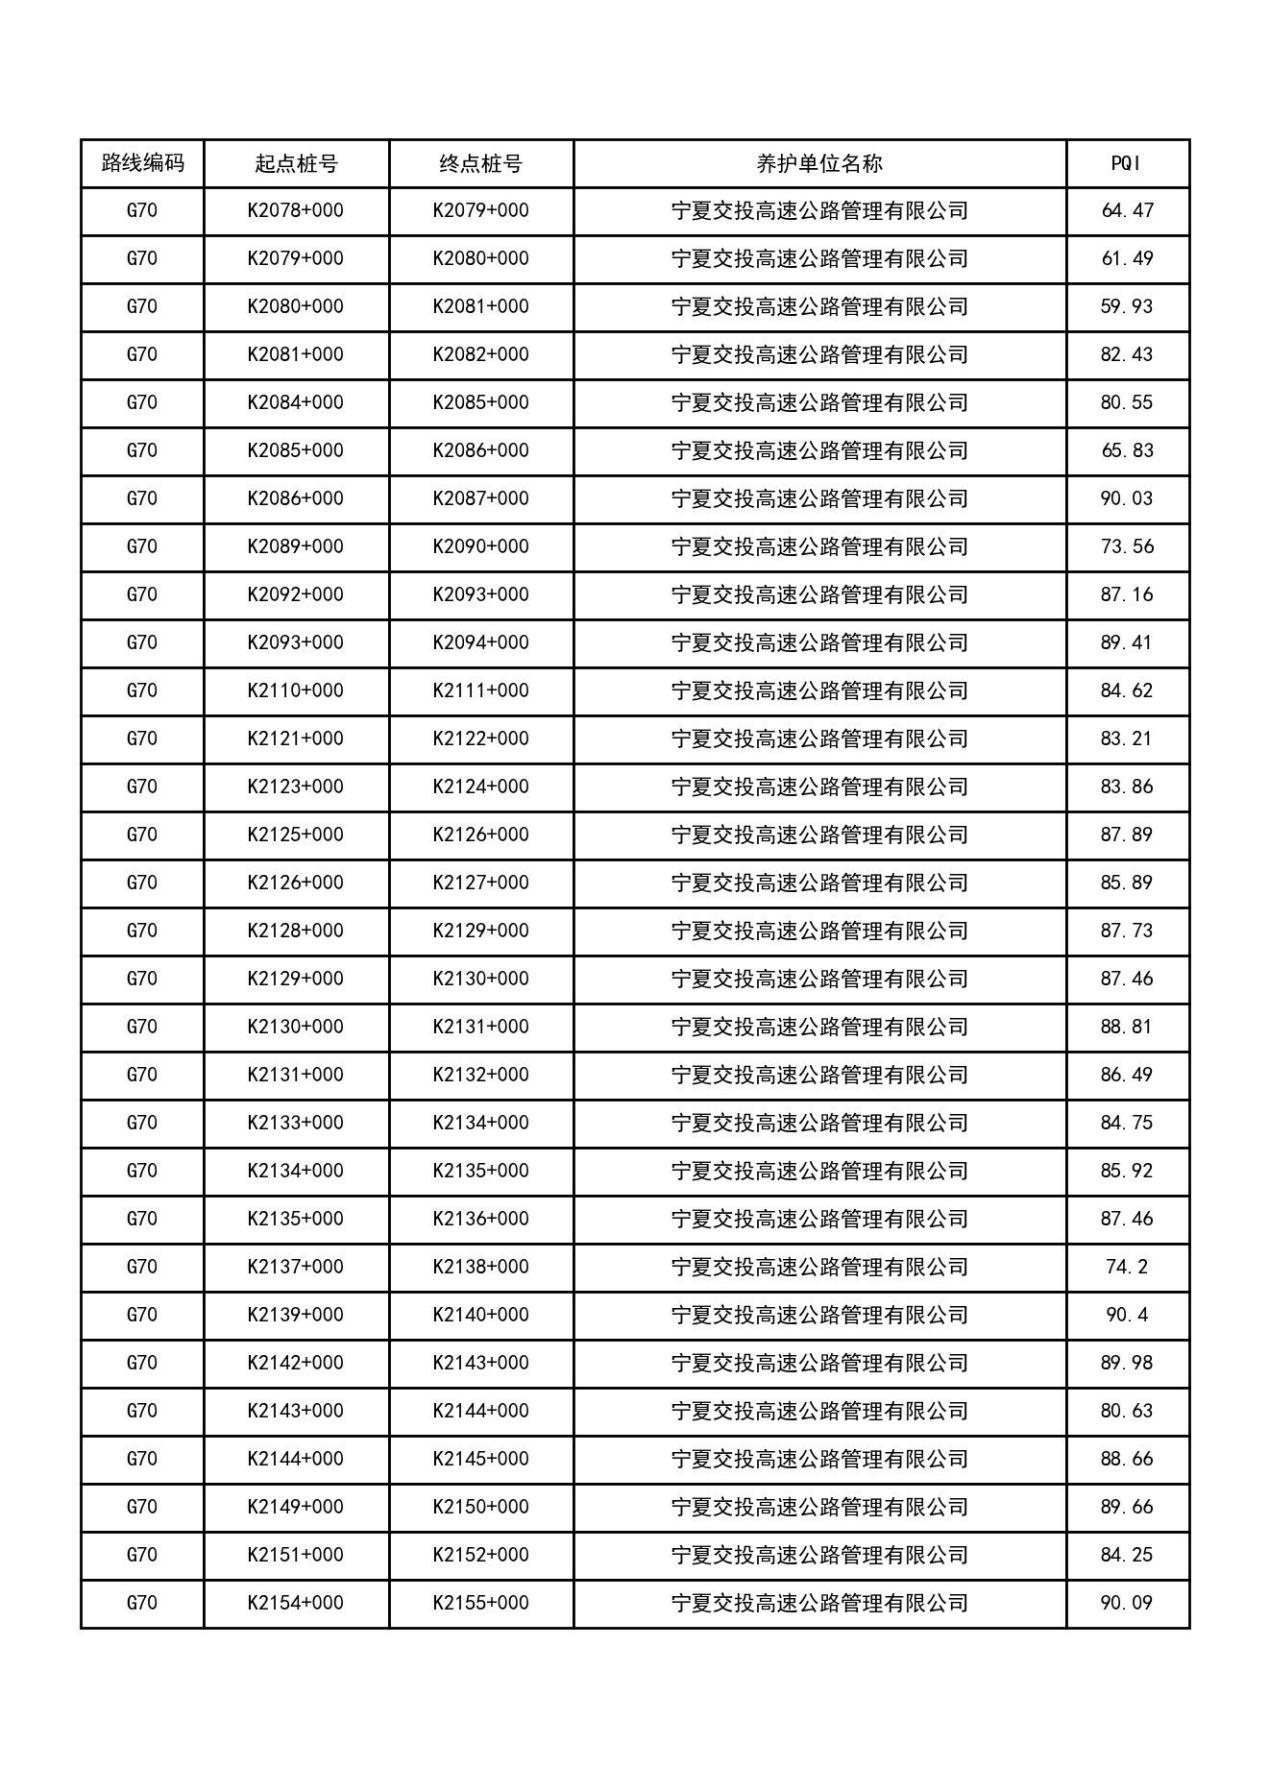 路线编码 起点桩号 终点桩号 养护单位名称 PQI
G70 K2078+000 K2079+000 宁夏交投高速公路管理有限公司 64.47
G70 K2079+000 K2080+000 宁夏交投高速公路管理有限公司 61.49
G70 K2080+000 K2081+000 宁夏交投高速公路管理有限公司 59.93
G70 K2081+000 K2082+000 宁夏交投高速公路管理有限公司 82.43
G70 K2084+000 K2085+000 宁夏交投高速公路管理有限公司 80.55
G70 K2085+000 K2086+000 宁夏交投高速公路管理有限公司 65.83
G70 K2086+000 K2087+000 宁夏交投高速公路管理有限公司 90.03
G70 K2089+000 K2090+000 宁夏交投高速公路管理有限公司 73.56
G70 K2092+000 K2093+000 宁夏交投高速公路管理有限公司 87.16
G70 K2093+000 K2094+000 宁夏交投高速公路管理有限公司 89.41
G70 K2110+000 K2111+000 宁夏交投高速公路管理有限公司 84.62
G70 K2121+000 K2122+000 宁夏交投高速公路管理有限公司 83.21
G70 K2123+000 K2124+000 宁夏交投高速公路管理有限公司 83.86
G70 K2125+000 K2126+000 宁夏交投高速公路管理有限公司 87.89
G70 K2126+000 K2127+000 宁夏交投高速公路管理有限公司 85.89
G70 K2128+000 K2129+000 宁夏交投高速公路管理有限公司 87.73
G70 K2129+000 K2130+000 宁夏交投高速公路管理有限公司 87.46
G70 K2130+000 K2131+000 宁夏交投高速公路管理有限公司 88.81
G70 K2131+000 K2132+000 宁夏交投高速公路管理有限公司 86.49
G70 K2133+000 K2134+000 宁夏交投高速公路管理有限公司 84.75
G70 K2134+000 K2135+000 宁夏交投高速公路管理有限公司 85.92
G70 K2135+000 K2136+000 宁夏交投高速公路管理有限公司 87.46
G70 K2137+000 K2138+000 宁夏交投高速公路管理有限公司 74.2
G70 K2139+000 K2140+000 宁夏交投高速公路管理有限公司 90.4
G70 K2142+000 K2143+000 宁夏交投高速公路管理有限公司 89.98
G70 K2143+000 K2144+000 宁夏交投高速公路管理有限公司 80.63
G70 K2144+000 K2145+000 宁夏交投高速公路管理有限公司 88.66
G70 K2149+000 K2150+000 宁夏交投高速公路管理有限公司 89.66
G70 K2151+000 K2152+000 宁夏交投高速公路管理有限公司 84.25
G70 K2154+000 K2155+000 宁夏交投高速公路管理有限公司 90.09